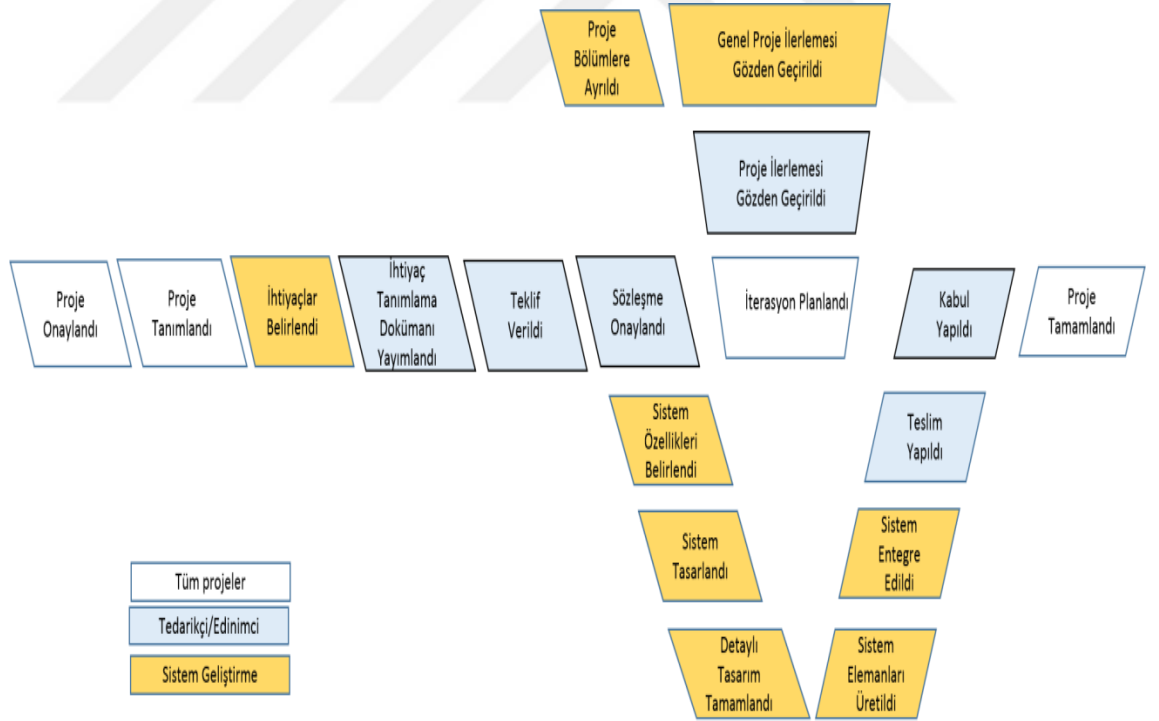 Proje
Bölümlere
Ayrıldı
Genel Proje İlerlemesi
Gözden Geçirildi
Proje İlerlemesi
Gözden Geçirildi
Proje
Onaylandı
Proje
Tanımlandı
İhtiyaçlar
Belirlendi
İhtiyaç
Tanımlama
Dokümanı
Yayımlandı
Teklif
Verildi
Sözleşme
Onaylandı
İterasyon Planlandı
Kabul
Yapıldı
Proje
Tamamlandı
Sistem
Özellikleri
Belirlendi
Teslim
Yapıldı
Sistem
Tasarlandı
Sistem
Entegre
Edildi
Detaylı
Tasarım
Tamamlandı
Sistem
Elemanları
Üretildi
Tüm projeler
Tedarikçi/Edinimci
Sistem Geliştirme